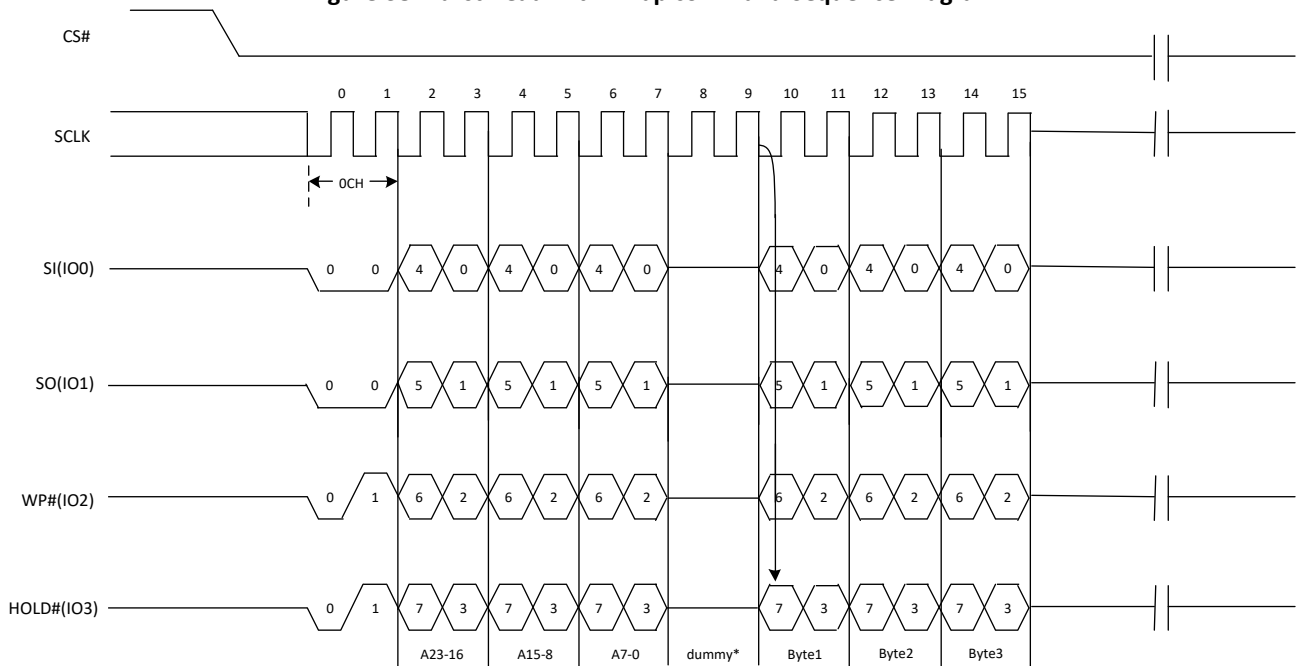 CS#
0 1 2 3 4 5 6 7 8 9 10 11 12 13 14 15
SCLK
0CH
SI(IO0) 0 0 4 0 4 0 4 0 4 0 4 0 4 0
SO(IO1) 0 0 5 1 5 1 5 1 5 1 5 1 5 1
WP#(IO2) 0 1 6 2 6 2 6 2 6 2 6 2 6 2
HOLD#(IO3) 0 1 7 3 7 3 7 3 7 3 7 3 7 3
A23-16 A15-8 A7-0 dummy* Byte1 Byte2 Byte3